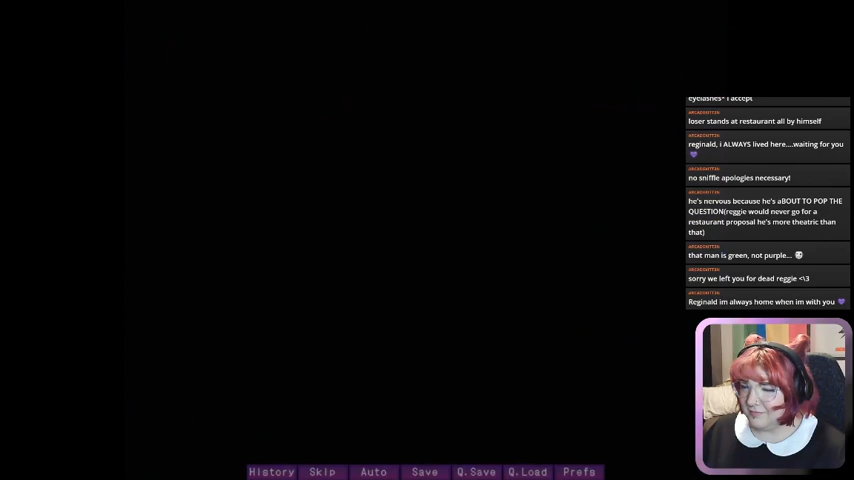 eyelashes* I accept
ARCADOUTTEN
loser stands at restaurant all by himself
reginald, i ALWAYS lived here....waiting for you
💜
no sniffle apologies necessary!
he's nervous because he's aBOUT TO POP THE
QUESTION(reggie would never go for a
restaurant proposal he's more theatric than
that)
that man is green, not purple...
sorry we left you for dead reggie <\3
Reginald im always home when im with you 💜
History Skip Auto Save Q.Save Q.Load Prefs